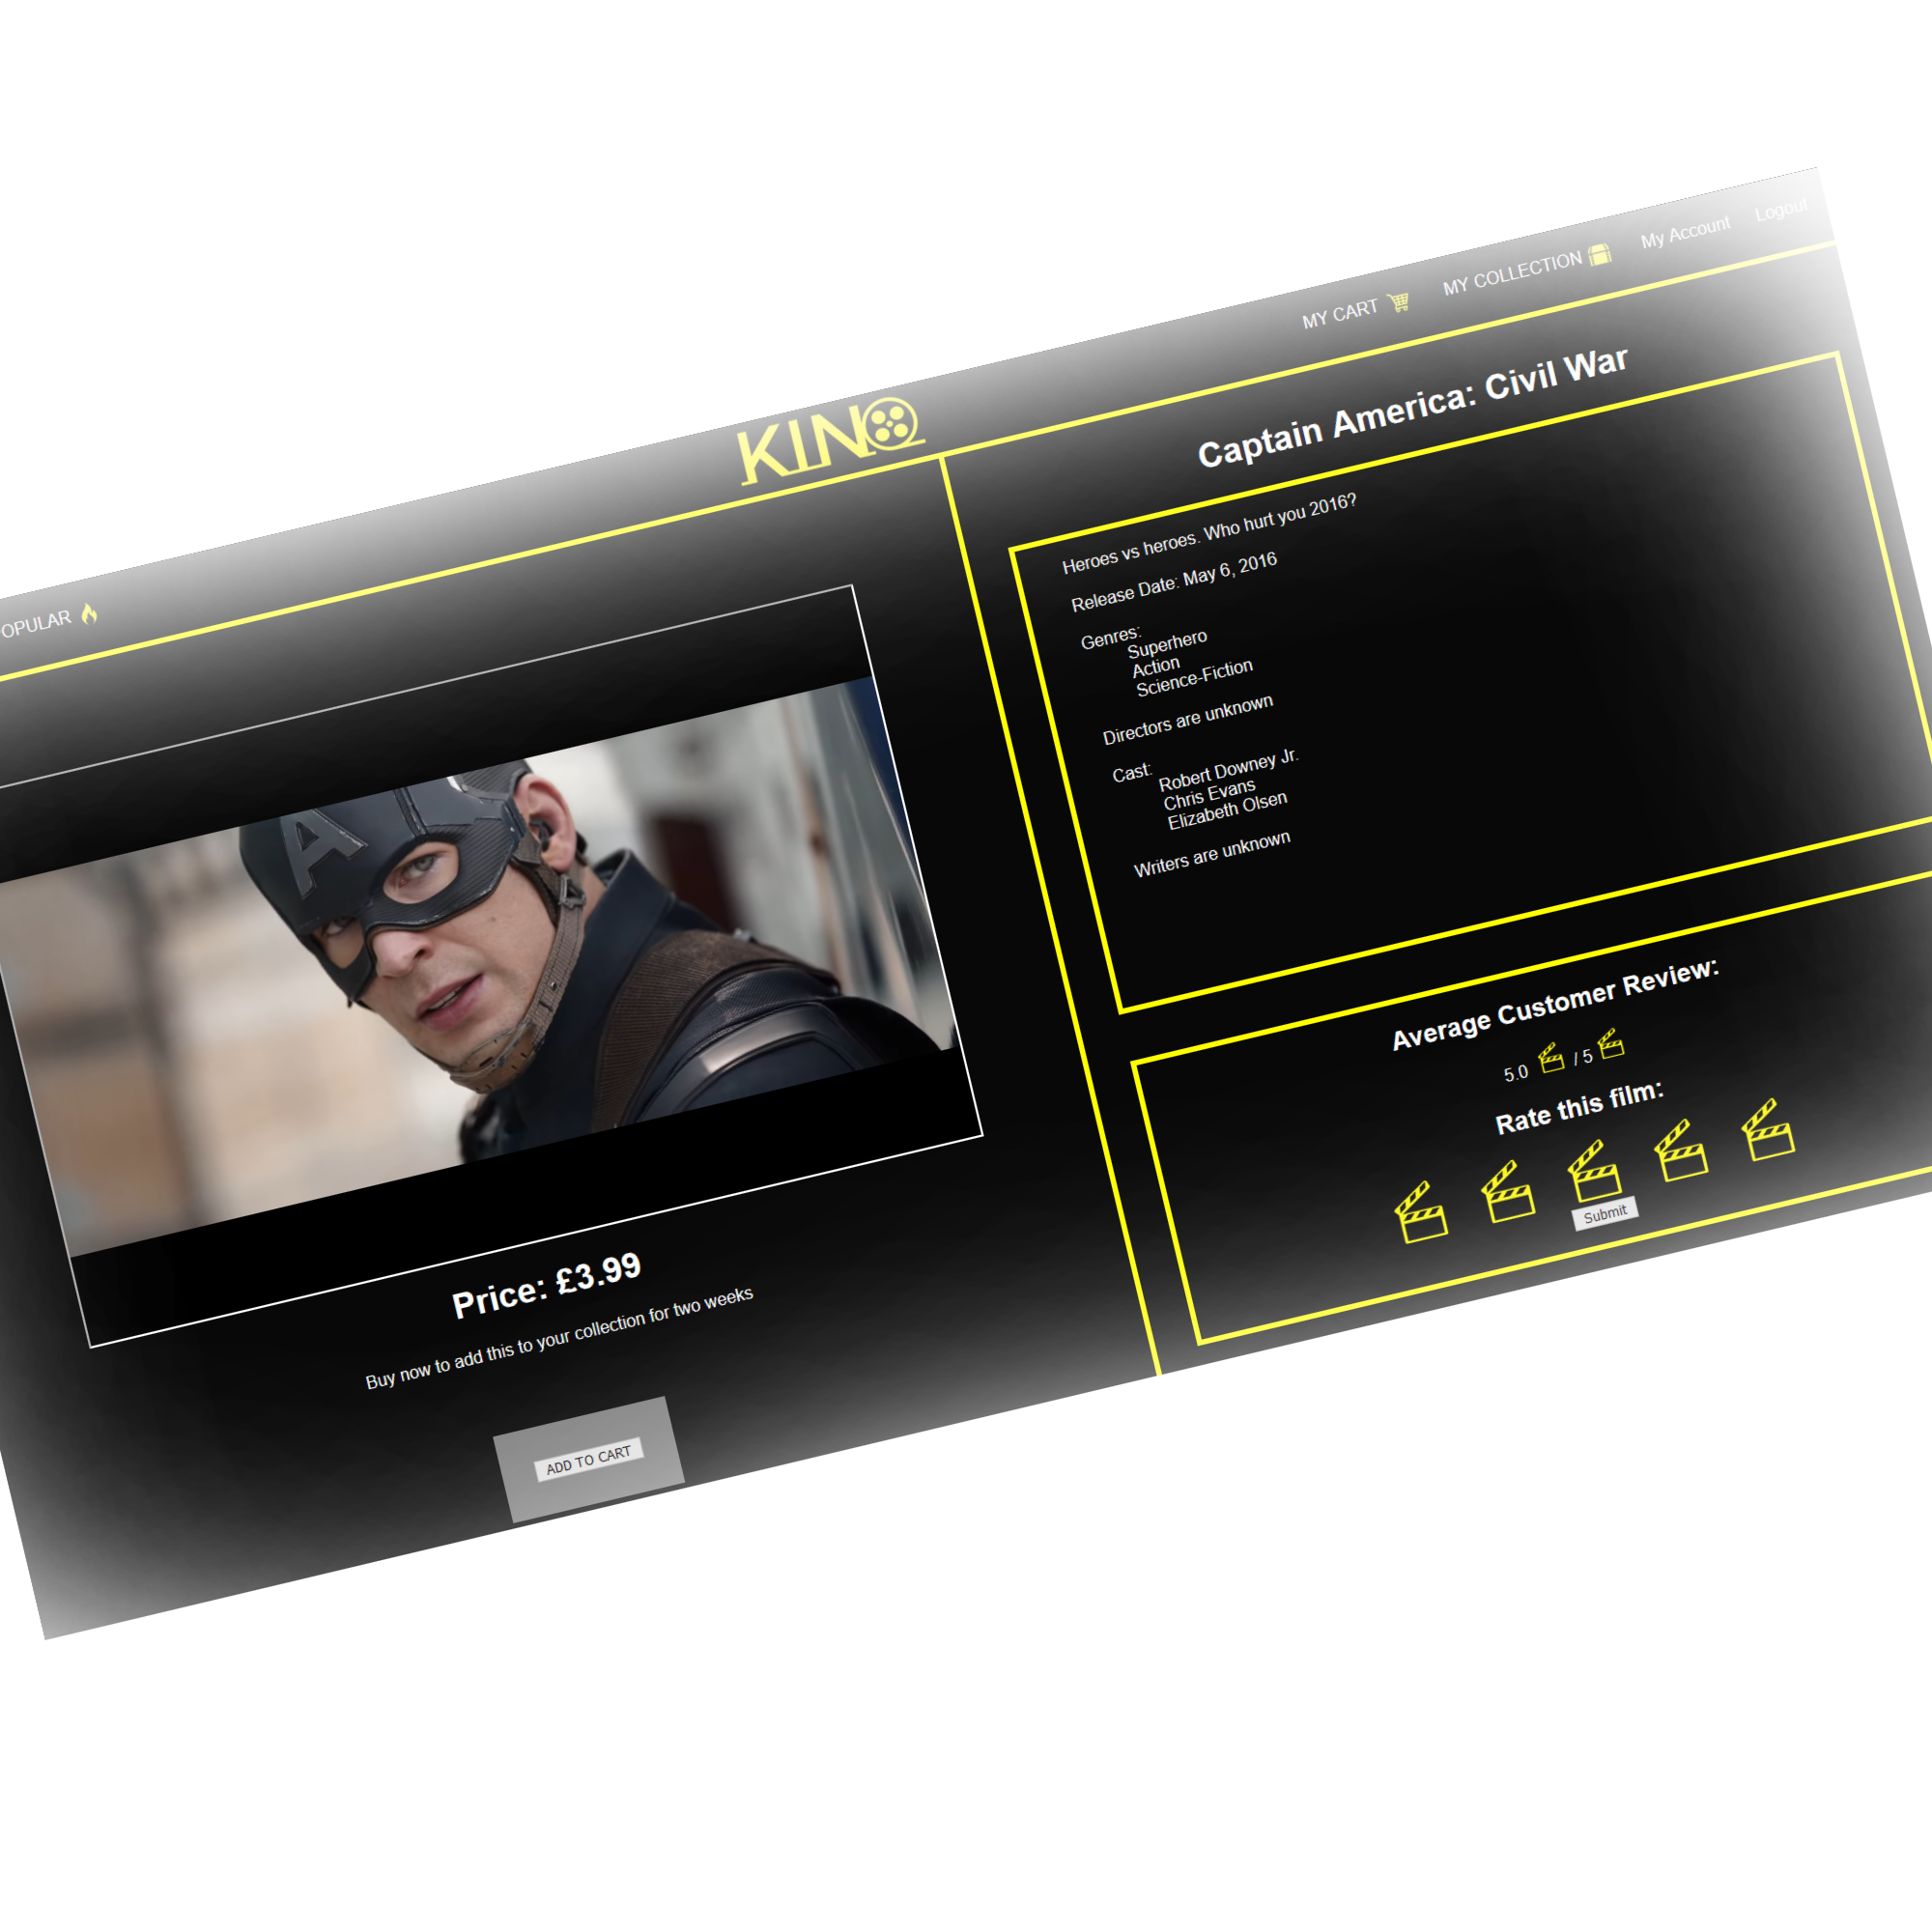 OPULAR
KINO
MY CART
MY COLLECTION
My Account
Logout
Price: £3.99
Buy now to add this to your collection for two weeks
ADD TO CART
Captain America: Civil War
Heroes vs heroes. Who hurt you 2016?
Release Date: May 6, 2016
Genres:
Superhero
Action
Science-Fiction
Directors are unknown
Cast:
Robert Downey Jr.
Chris Evans
Elizabeth Olsen
Writers are unknown
Average Customer Review:
5.0 / 5
Rate this film:
Submit